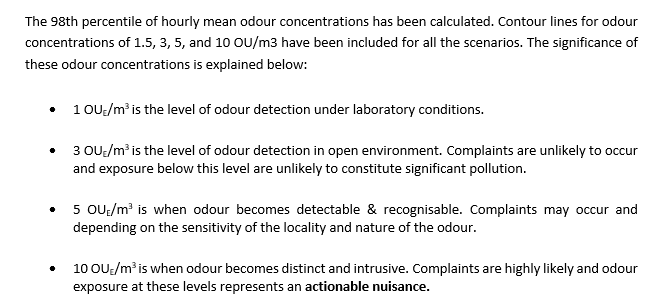 The 98th percentile of hourly mean odour concentrations has been calculated. Contour lines for odour
concentrations of 1.5, 3, 5, and 10 OU/m3 have been included for all the scenarios. The significance of
these odour concentrations is explained below:
• 1 OUE/m³ is the level of odour detection under laboratory conditions.
• 3 OUE/m³ is the level of odour detection in open environment. Complaints are unlikely to occur
and exposure below this level are unlikely to constitute significant pollution.
• 5 OUE/m³ is when odour becomes detectable & recognisable. Complaints may occur and
depending on the sensitivity of the locality and nature of the odour.
• 10 OUE/m³ is when odour becomes distinct and intrusive. Complaints are highly likely and odour
exposure at these levels represents an actionable nuisance.